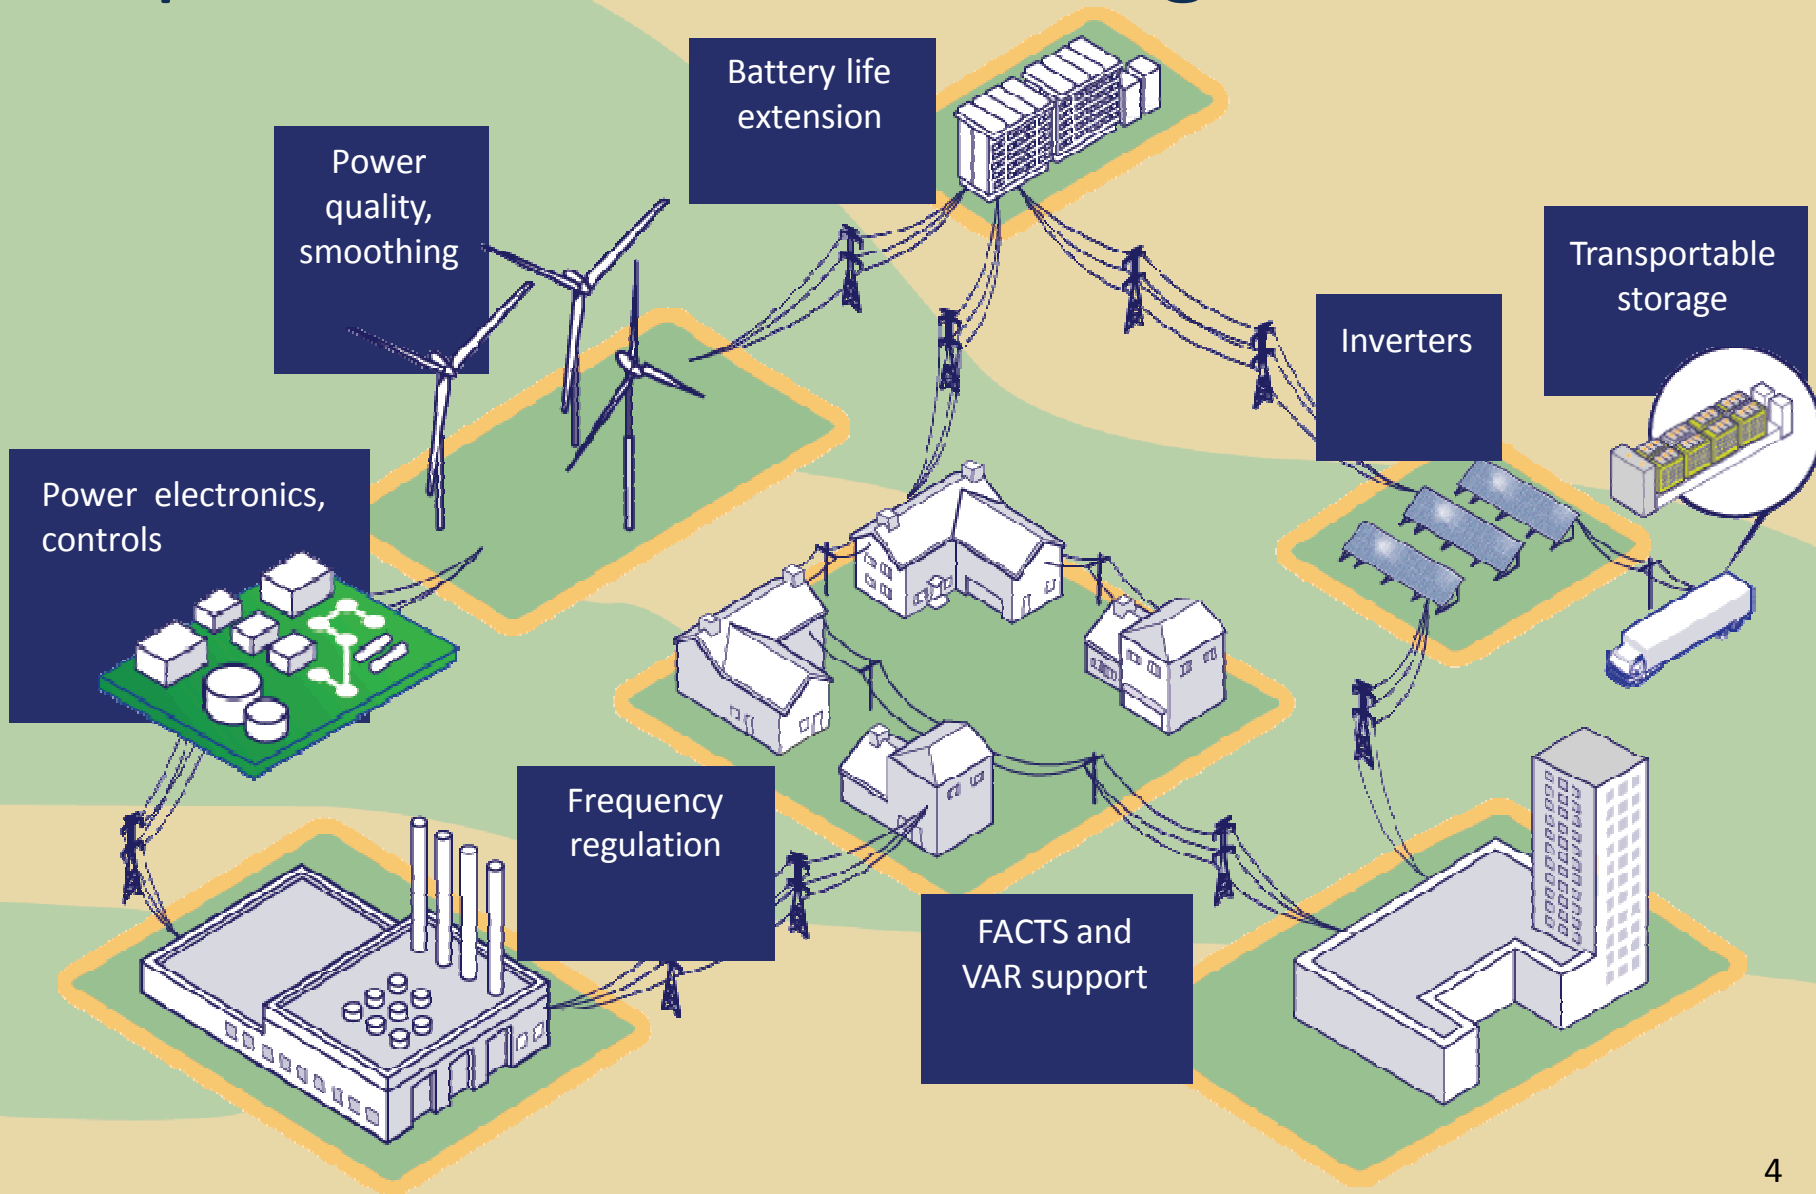 Battery life
extension
Power
quality,
smoothing
Transportable
storage
Inverters
Power electronics,
controls
Frequency
regulation
FACTS and
VAR support
4